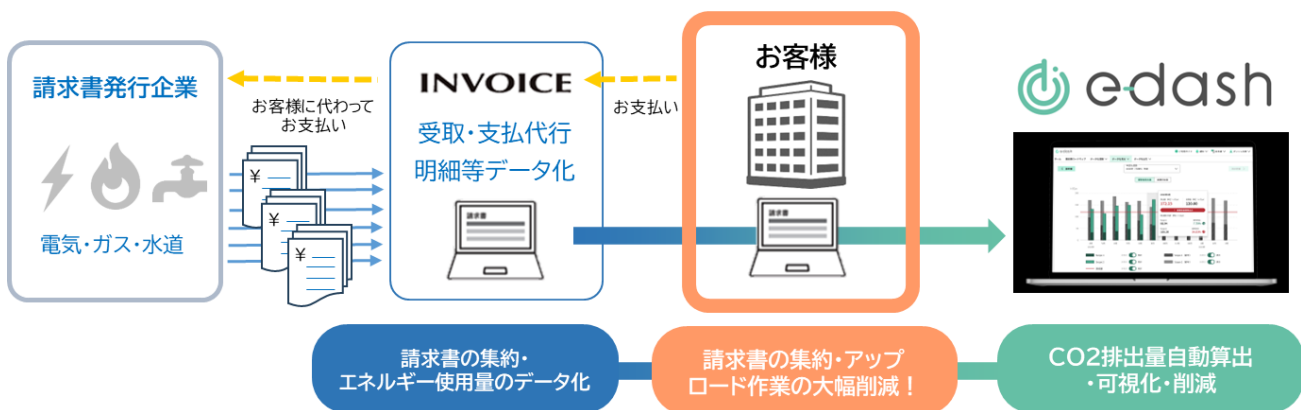 請求書発行企業
電気・ガス・水道
お客様に代わって
お支払い
¥
¥
¥
INVOICE
受取・支払代行
明細等データ化
請求書
お支払い
お客様
請求書
e-dash
請求書の集約・
エネルギー使用量のデータ化
請求書の集約・アップ
ロード作業の大幅削減！
CO2排出量自動算出
・可視化・削減